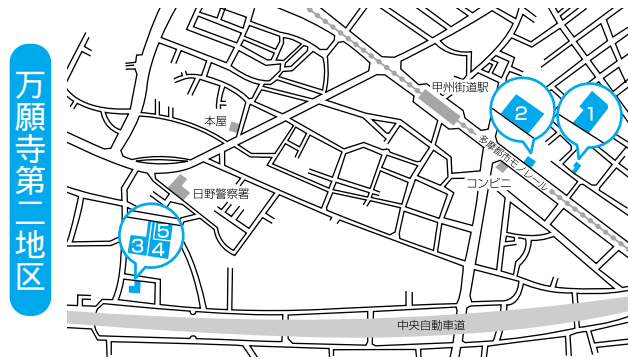 万願寺第二地区
甲州街道駅
2
1
本屋
多摩都市モノレール
コンビニ
日野警察署
5
3
4
中央自動車道